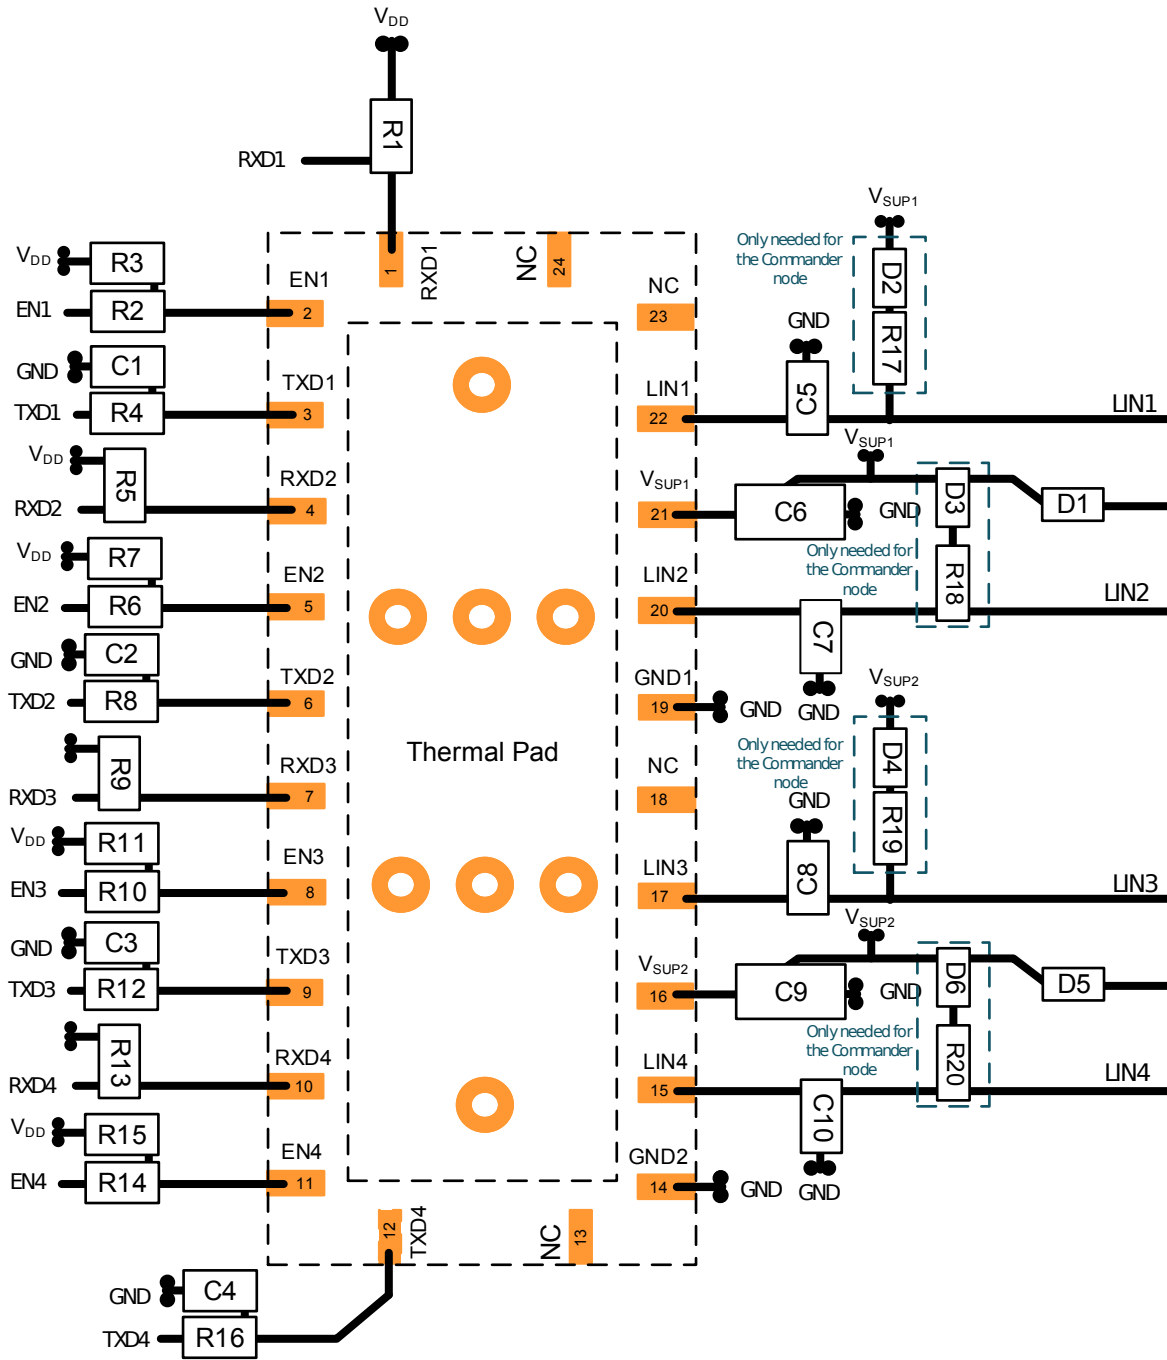 VDD
R1
RXD1
VDD
R3
EN1
R2
GND
C1
TXD1
R4
VDD
R5
RXD2
VDD
R7
EN2
R6
GND
C2
TXD2
R8
R9
RXD3
VDD
R11
EN3
R10
GND
C3
TXD3
R12
R13
RXD4
VDD
R15
EN4
R14
GND
C4
TXD4
R16
1
RXD1
EN1
2
TXD1
3
RXD2
4
EN2
5
TXD2
6
RXD3
7
EN3
8
TXD3
9
RXD4
10
EN4
11
12
TXD4
Thermal Pad
NC
24
NC
23
LIN1
22
VSUP1
21
LIN2
20
GND1
19
NC
18
LIN3
17
VSUP2
16
LIN4
15
GND2
14
NC
13
VSUP1
Only needed for
the Commander
node
D2
R17
GND
C5
LIN1
VSUP1
C6
GND
D3
D1
Only needed for
the Commander
node
R18
LIN2
C7
GND
GND
VSUP2
Only needed for
the Commander
node
D4
R19
GND
C8
LIN3
VSUP2
C9
GND
D6
D5
Only needed for
the Commander
node
R20
LIN4
C10
GND
GND